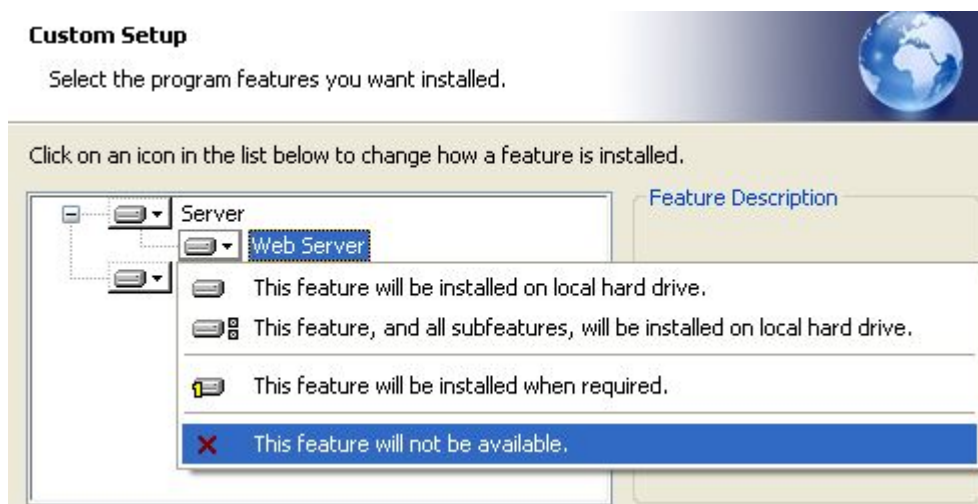 Custom Setup
Select the program features you want installed.
Click on an icon in the list below to change how a feature is installed.
Feature Description
Server
Web Server
This feature will be installed on local hard drive.
This feature, and all subfeatures, will be installed on local hard drive.
This feature will be installed when required.
This feature will not be available.